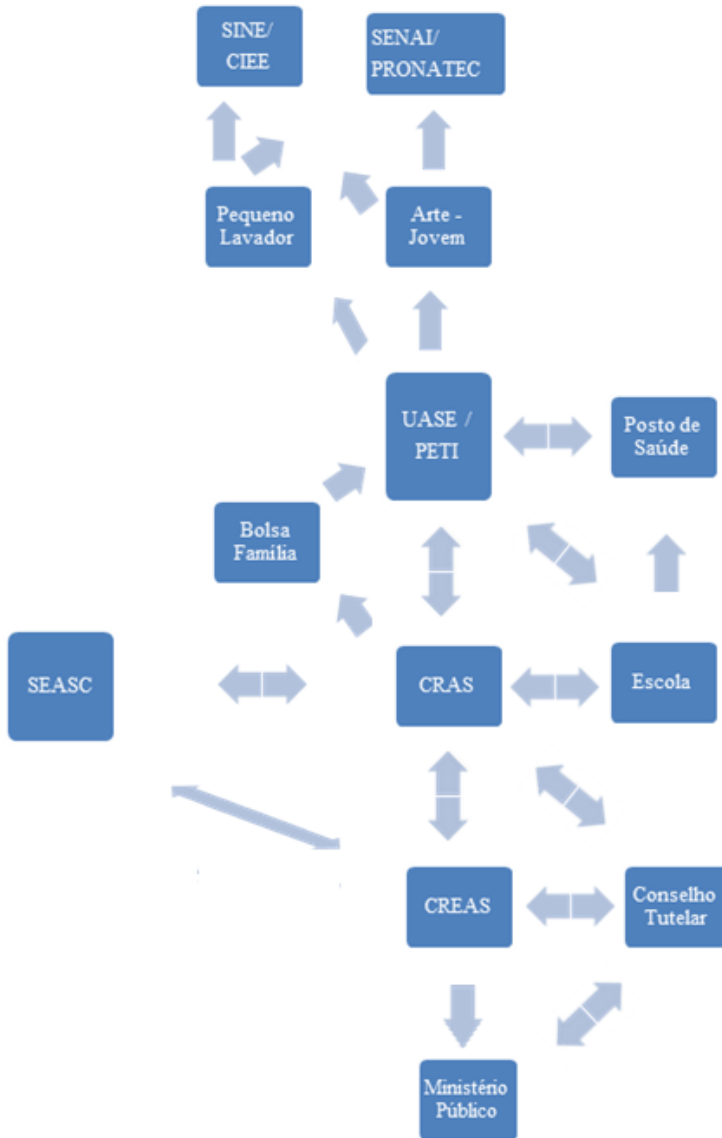 SINE/
CIEE
SENAI/
PRONATEC
Pequeno
Lavador
Arte -
Jovem
UASE /
PETI
Posto de
Saúde
Bolsa
Família
SEASC
CRAS
Escola
CREAS
Conselho
Tutelar
Ministério
Público